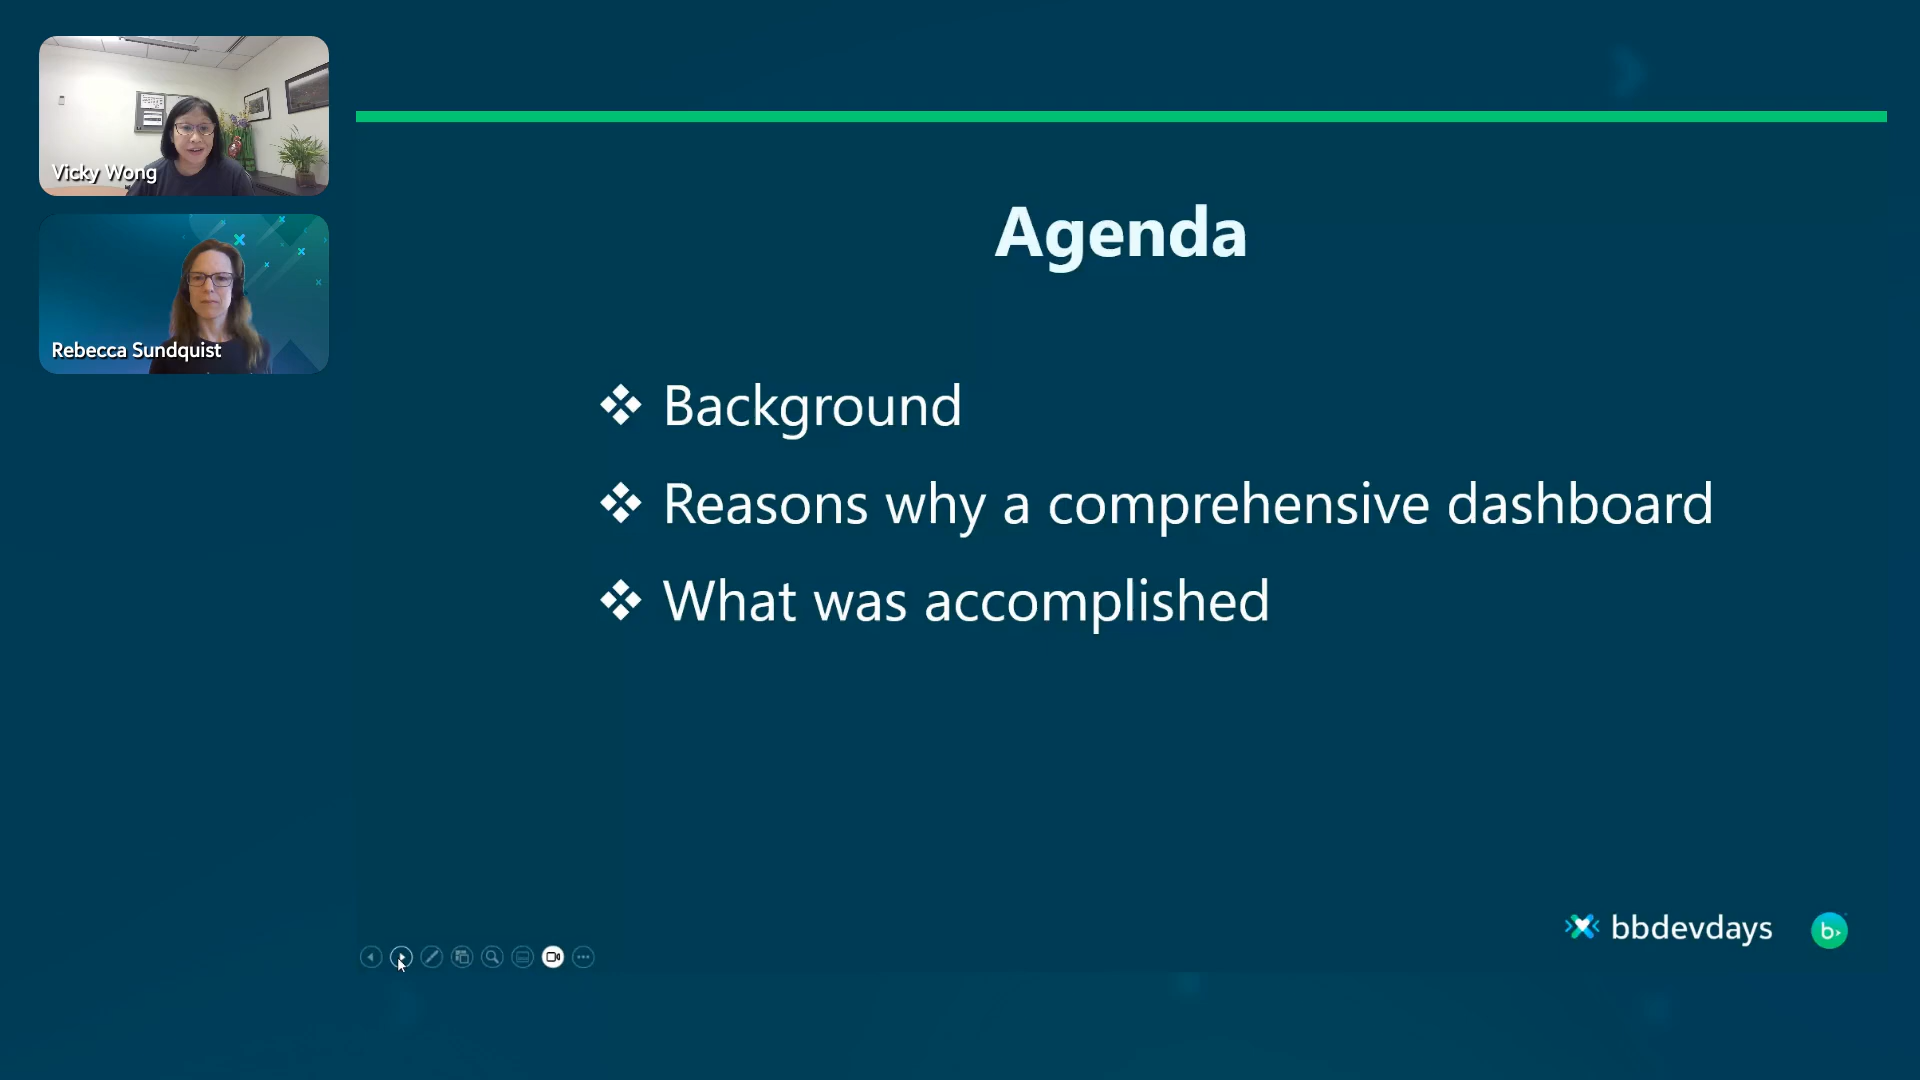 Vicky Wong
Rebecca Sundquist
Agenda
❖ Background
❖ Reasons why a comprehensive dashboard
❖ What was accomplished
bbdevdays
b